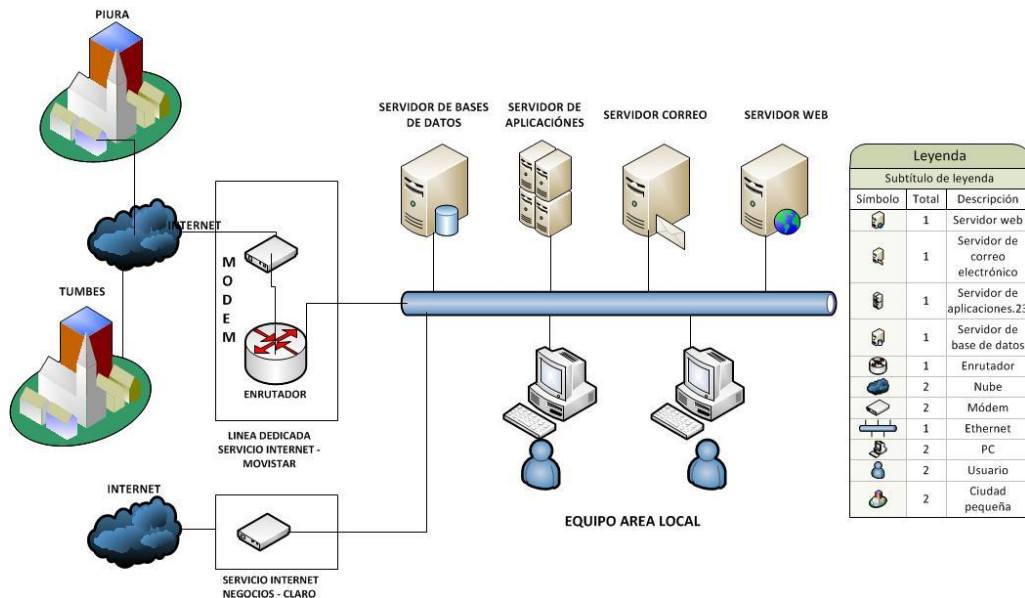 PIURA
INTERNET
TUMBES
MODEM
ENRUTADOR
LINEA DEDICADA
SERVICIO INTERNET -
MOVISTAR
INTERNET
SERVICIO INTERNET
NEGOCIOS - CLARO
SERVIDOR DE BASES
DE DATOS
SERVIDOR DE
APLICACIÓNES
SERVIDOR CORREO
SERVIDOR WEB
EQUIPO AREA LOCAL
Leyenda
Subtítulo de leyenda
Símbolo Total Descripción
1 Servidor web
1 Servidor de
correo
electrónico
1 Servidor de
aplicaciones.23
1 Servidor de
base de datos
1 Enrutador
2 Nube
2 Módem
1 Ethernet
2 PC
2 Usuario
2 Ciudad
pequeña